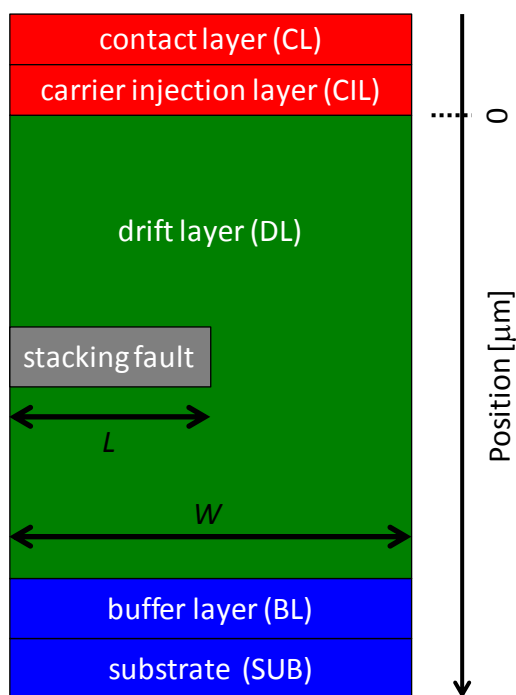 contact layer (CL)
carrier injection layer (CIL)
0
drift layer (DL)
stacking fault
L
Position [μm]
W
buffer layer (BL)
substrate (SUB)